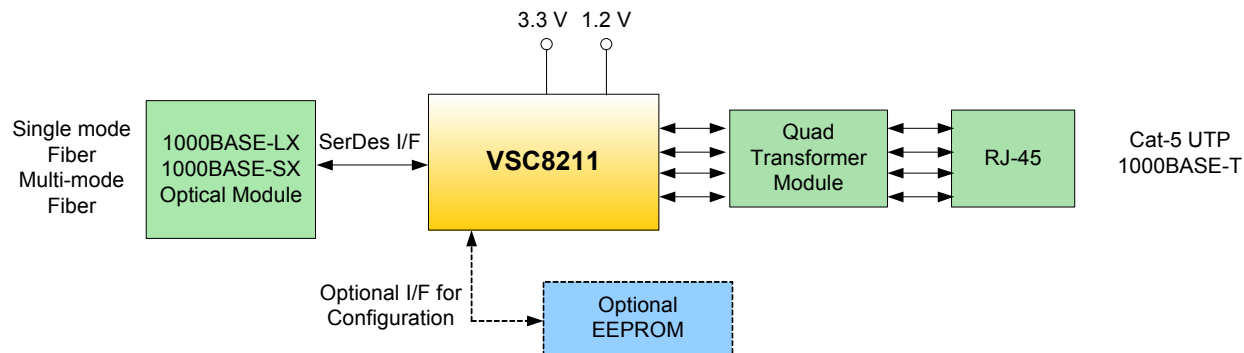 3.3 V
1.2 V
Single mode
Fiber
Multi-mode
Fiber
1000BASE-LX
1000BASE-SX
Optical Module
SerDes I/F
VSC8211
Quad
Transformer
Module
RJ-45
Cat-5 UTP
1000BASE-T
Optional I/F for
Configuration
Optional
EEPROM